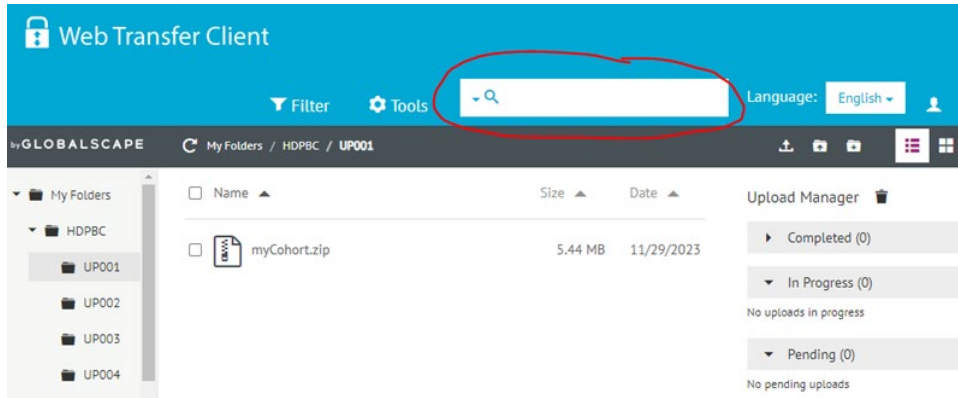 Web Transfer Client
Filter Tools Language: English
by GLOBALSCAPE My Folders / HDPBC / UP001
My Folders
HDPBC
UP001
UP002
UP003
UP004
Name Size Date
myCohort.zip 5.44 MB 11/29/2023
Upload Manager
Completed (0)
In Progress (0)
No uploads in progress
Pending (0)
No pending uploads